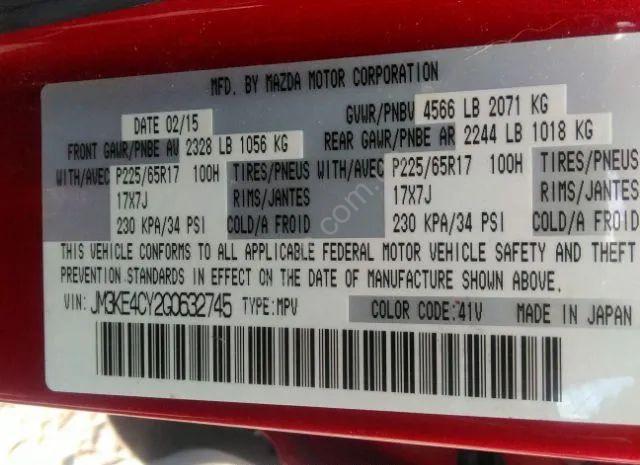 MFD. BY MAZDA MOTOR CORPORATION
DATE 02/15 GVWR/PNBV 4566 LB 2071 KG
FRONT GAWR/PNBE AV 2328 LB 1056 KG REAR GAWR/PNBE AR 2244 LB 1018 KG
WITH/AVEC P225/65R17 100H TIRES/PNEUS WITH/AVEC P225/65R17 100H TIRES/PNEUS
17X7J RIMS/JANTES 17X7J RIMS/JANTES
230 KPA/34 PSI COLD/A FROID 230 KPA/34 PSI COLD/A FROID
THIS VEHICLE CONFORMS TO ALL APPLICABLE FEDERAL MOTOR VEHICLE SAFETY AND THEFT
PREVENTION STANDARDS IN EFFECT ON THE DATE OF MANUFACTURE SHOWN ABOVE.
VIN: JM3KE4CY2G0632745 TYPE:MPV COLOR CODE:41V MADE IN JAPAN